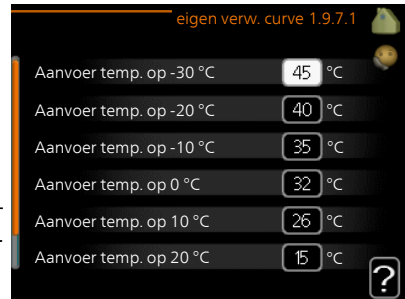 eigen verw. curve 1.9.7.1
Aanvoer temp. op -30 °C 45 °C
Aanvoer temp. op -20 °C 40 °C
Aanvoer temp. op -10 °C 35 °C
Aanvoer temp. op 0 °C 32 °C
Aanvoer temp. op 10 °C 26 °C
Aanvoer temp. op 20 °C 15 °C
?